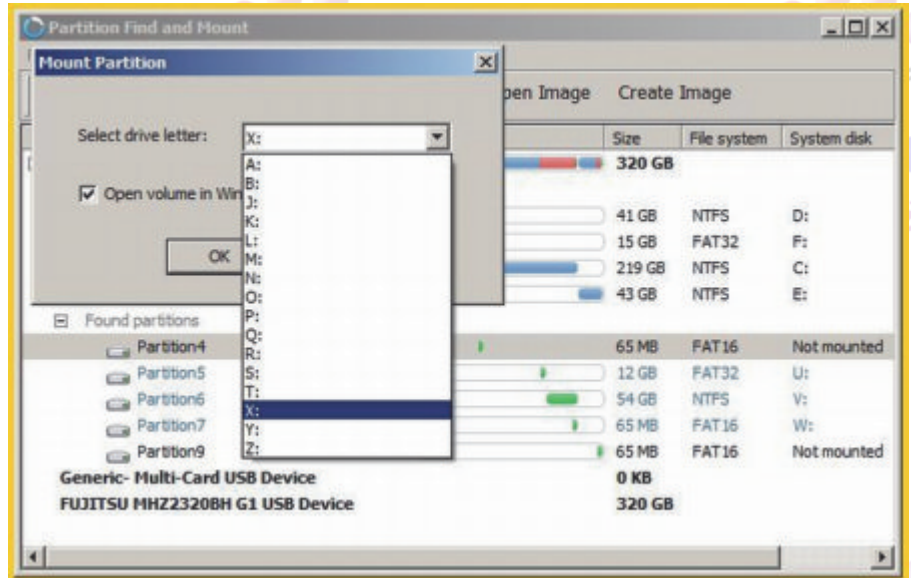 Partition Find and Mount
Mount Partition
pen Image Create Image
Select drive letter: X:
Size File system System disk
A:
320 GB
B:
Open volume in Win
J:
K:
41 GB NTFS D:
L:
15 GB FAT32 F:
OK
M:
N:
219 GB NTFS C:
O:
43 GB NTFS E:
P:
Found partitions
Q:
R:
Partition4 65 MB FAT16 Not mounted
S:
Partition5 12 GB FAT32 U:
T:
Partition6 54 GB NTFS V:
X:
Y:
Partition7 65 MB FAT16 W:
Z:
Partition9 65 MB FAT16 Not mounted
Generic- Multi-Card USB Device 0 KB
FUJITSU MHZ2320BH G1 USB Device 320 GB